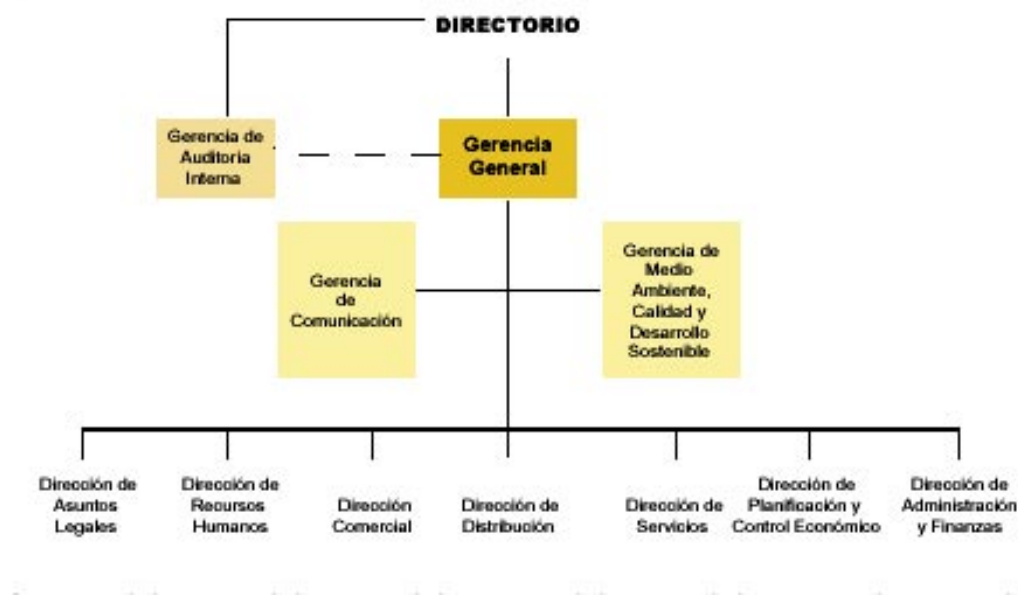 DIRECTORIO
Gerencia de
Auditoria
Interna
Gerencia
General
Gerencia
de
Comunicación
Gerencia de
Medio
Ambiente,
Calidad y
Desarrollo
Sostenible
Dirección de
Asuntos
Legales
Dirección de
Recursos
Humanos
Dirección
Comercial
Dirección de
Distribución
Dirección de
Servicios
Dirección de
Planificación y
Control Económico
Dirección de
Administración
y Finanzas